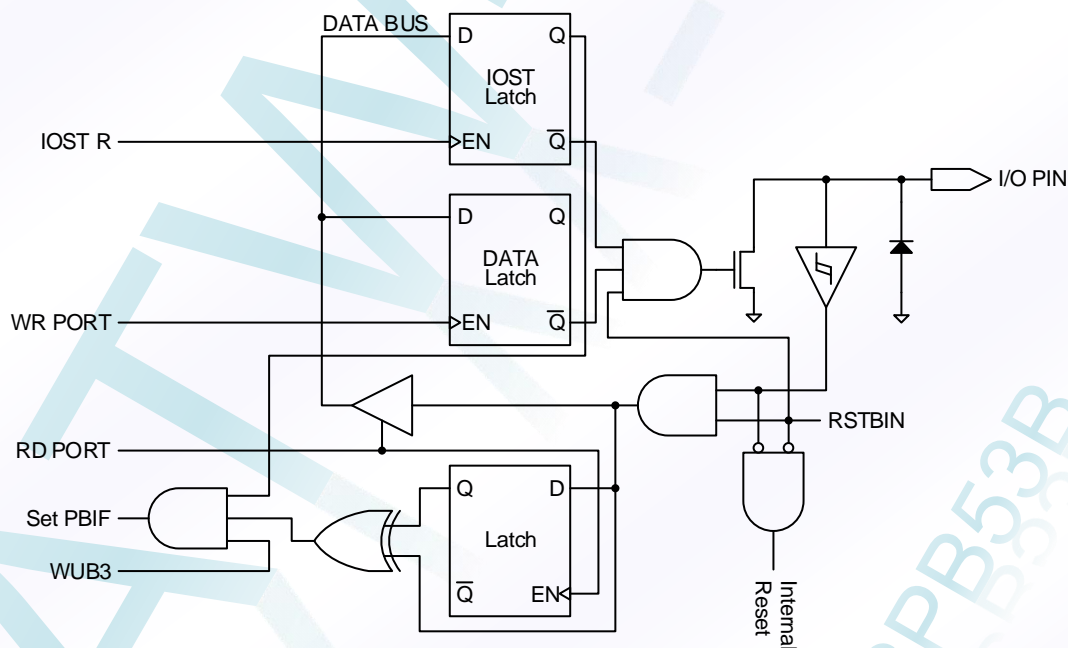 DATA BUS
D Q
IOST
Latch
IOST R
EN Q
I/O PIN
D Q
DATA
Latch
WR PORT
EN Q
RSTBIN
RD PORT
Q D
Set PBIF
Latch
WUB3
Q EN
Internal
Reset
PB53B